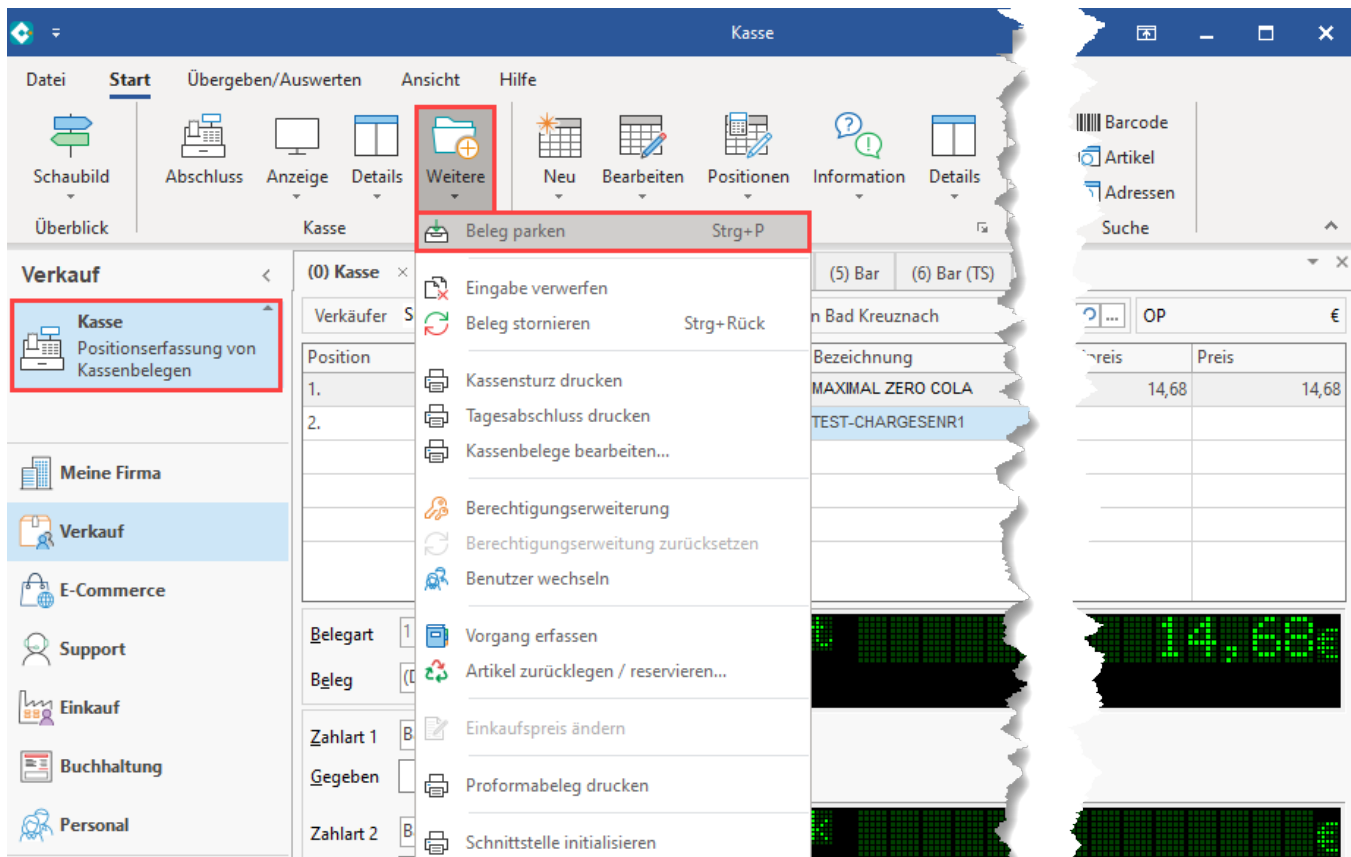 Kasse
Datei Start Übergeben/Auswerten Ansicht Hilfe
Schaubild
Abschluss
Anzeige
Details
Weitere
Neu
Bearbeiten
Positionen
Information
Details
Barcode
Artikel
Adressen
Überblick
Kasse
Suche
Beleg parken Strg+P
Eingabe verwerfen
Beleg stornieren Strg+Rück
Kassensturz drucken
Tagesabschluss drucken
Kassenbelege bearbeiten...
Berechtigungserweiterung
Berechtigungserweitung zurücksetzen
Benutzer wechseln
Vorgang erfassen
Artikel zurücklegen / reservieren...
Einkaufspreis ändern
Proformabeleg drucken
Schnittstelle initialisieren
Verkauf
Kasse
Positionserfassung von
Kassenbelegen
Meine Firma
Verkauf
E-Commerce
Support
Einkauf
Buchhaltung
Personal
(0) Kasse (5) Bar (6) Bar (TS)
Verkäufer S n Bad Kreuznach ... OP €
Position Bezeichnung preis Preis
1. MAXIMAL ZERO COLA 14,68 14,68
2. TEST-CHARGESENR1
Belegart 1
Beleg (D
t 14,68€
Zahlart 1 B
Gegeben
Zahlart 2 B
k €